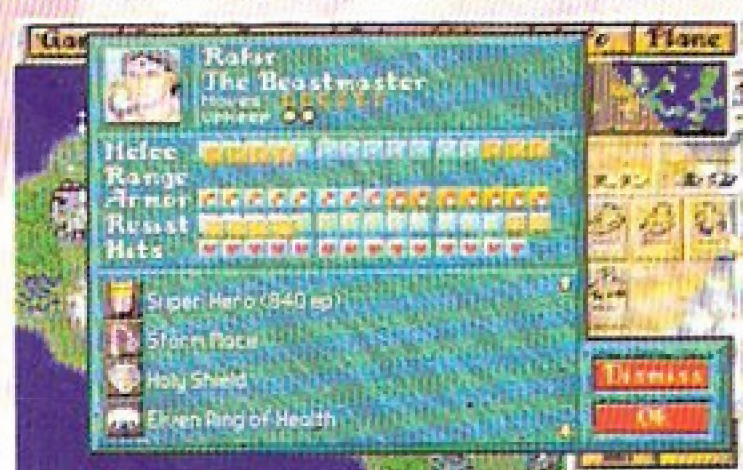 Plane
The Beastmaster
Moves
Upkeep
Melee
Range
Armor
Resist
Hits
Super Hero (840 ep)
Storm Mace
Holy Shield
Elven Ring of Health
Dismiss
Ok